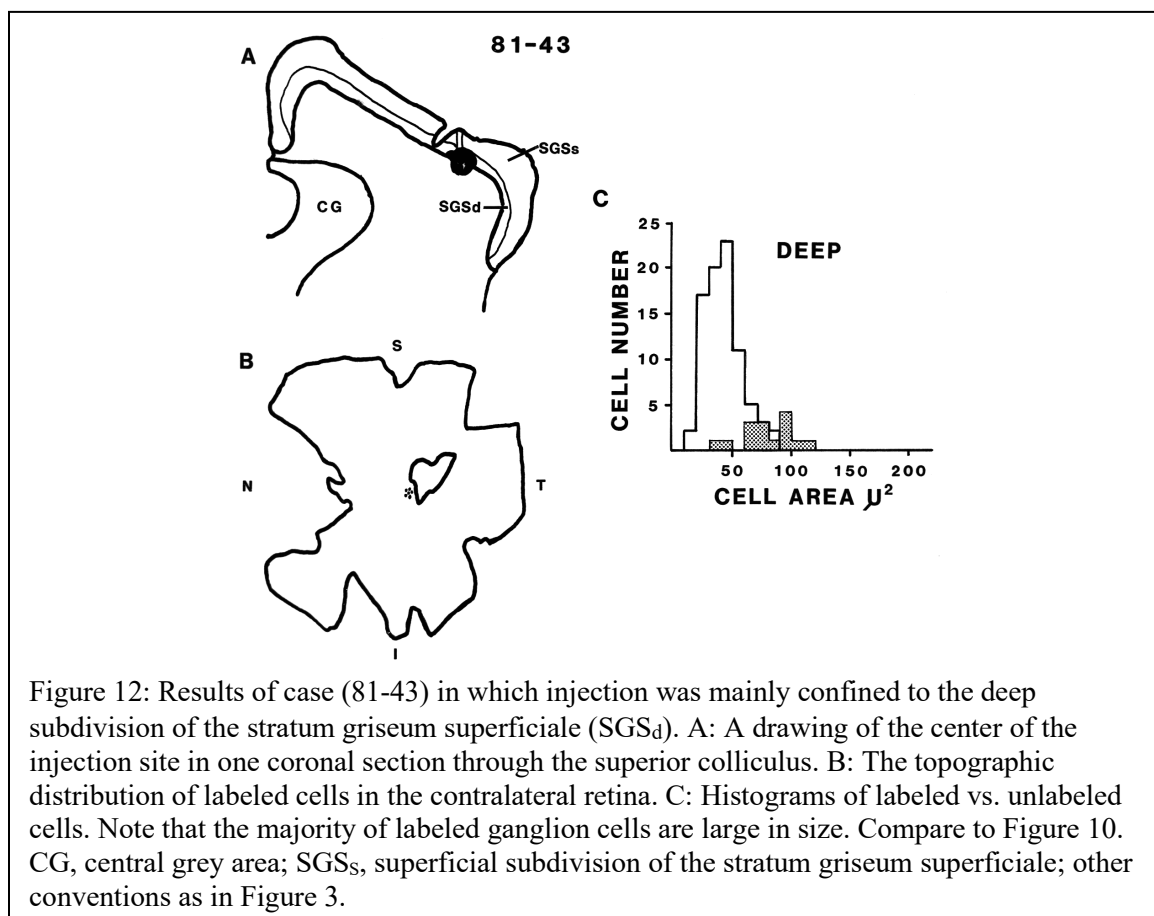 81-43
A
SGSs
SGSd
CG
C
25
20
15
10
5
DEEP
CELL NUMBER
50 100 150 200
CELL AREA µ²
B
S
N
T
*
I
Figure 12: Results of case (81-43) in which injection was mainly confined to the deep
subdivision of the stratum griseum superficiale (SGSd). A: A drawing of the center of the
injection site in one coronal section through the superior colliculus. B: The topographic
distribution of labeled cells in the contralateral retina. C: Histograms of labeled vs. unlabeled
cells. Note that the majority of labeled ganglion cells are large in size. Compare to Figure 10.
CG, central grey area; SGSS, superficial subdivision of the stratum griseum superficiale; other
conventions as in Figure 3.